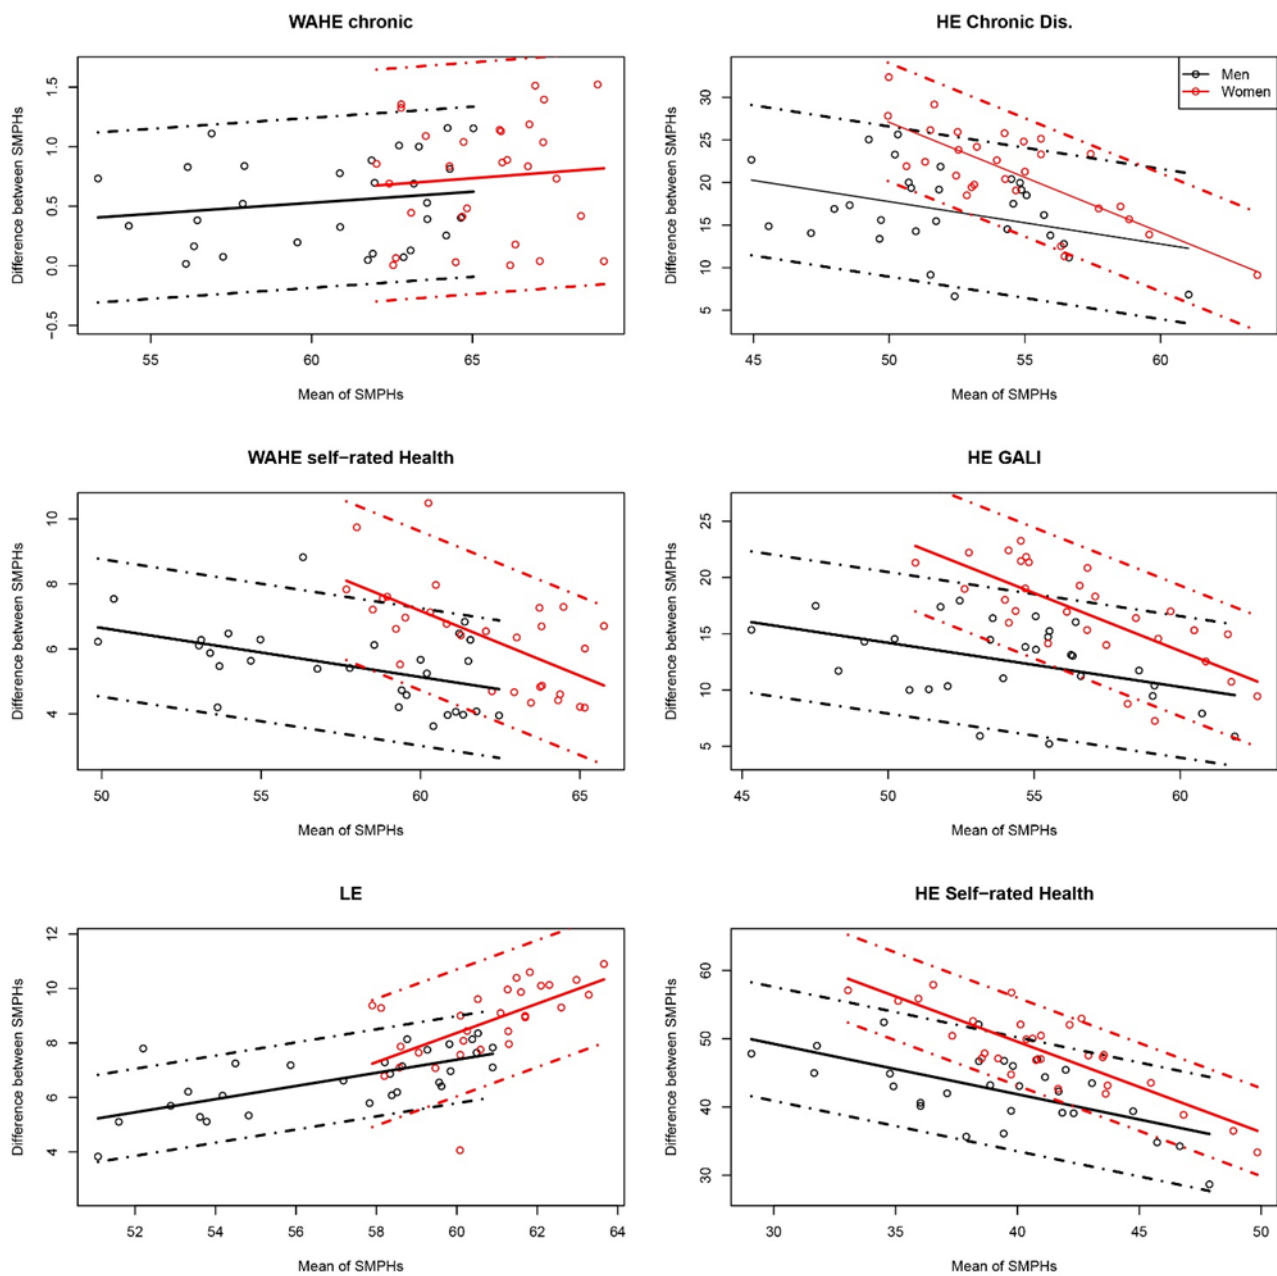 WAHE chronic
Difference between SMPHs
1.5
1.0
0.5
0.0
−0.5
55 60 65
Mean of SMPHs
HE Chronic Dis.
Difference between SMPHs
Men
Women
30
25
20
15
10
5
45 50 55 60
Mean of SMPHs
WAHE self−rated Health
Difference between SMPHs
10
8
6
4
50 55 60 65
Mean of SMPHs
HE GALI
Difference between SMPHs
25
20
15
10
5
45 50 55 60
Mean of SMPHs
LE
Difference between SMPHs
12
10
8
6
4
52 54 56 58 60 62 64
Mean of SMPHs
HE Self−rated Health
Difference between SMPHs
60
50
40
30
30 35 40 45 50
Mean of SMPHs